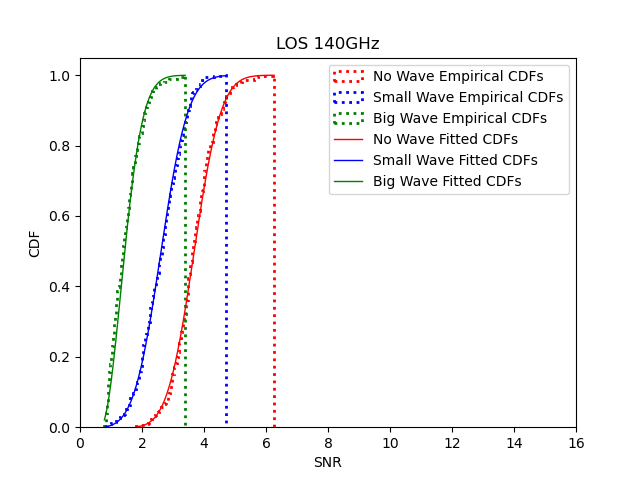 LOS 140GHz
1.0
0.8
0.6
0.4
0.2
0.0
CDF
0 2 4 6 8 10 12 14 16
SNR
No Wave Empirical CDFs
Small Wave Empirical CDFs
Big Wave Empirical CDFs
No Wave Fitted CDFs
Small Wave Fitted CDFs
Big Wave Fitted CDFs